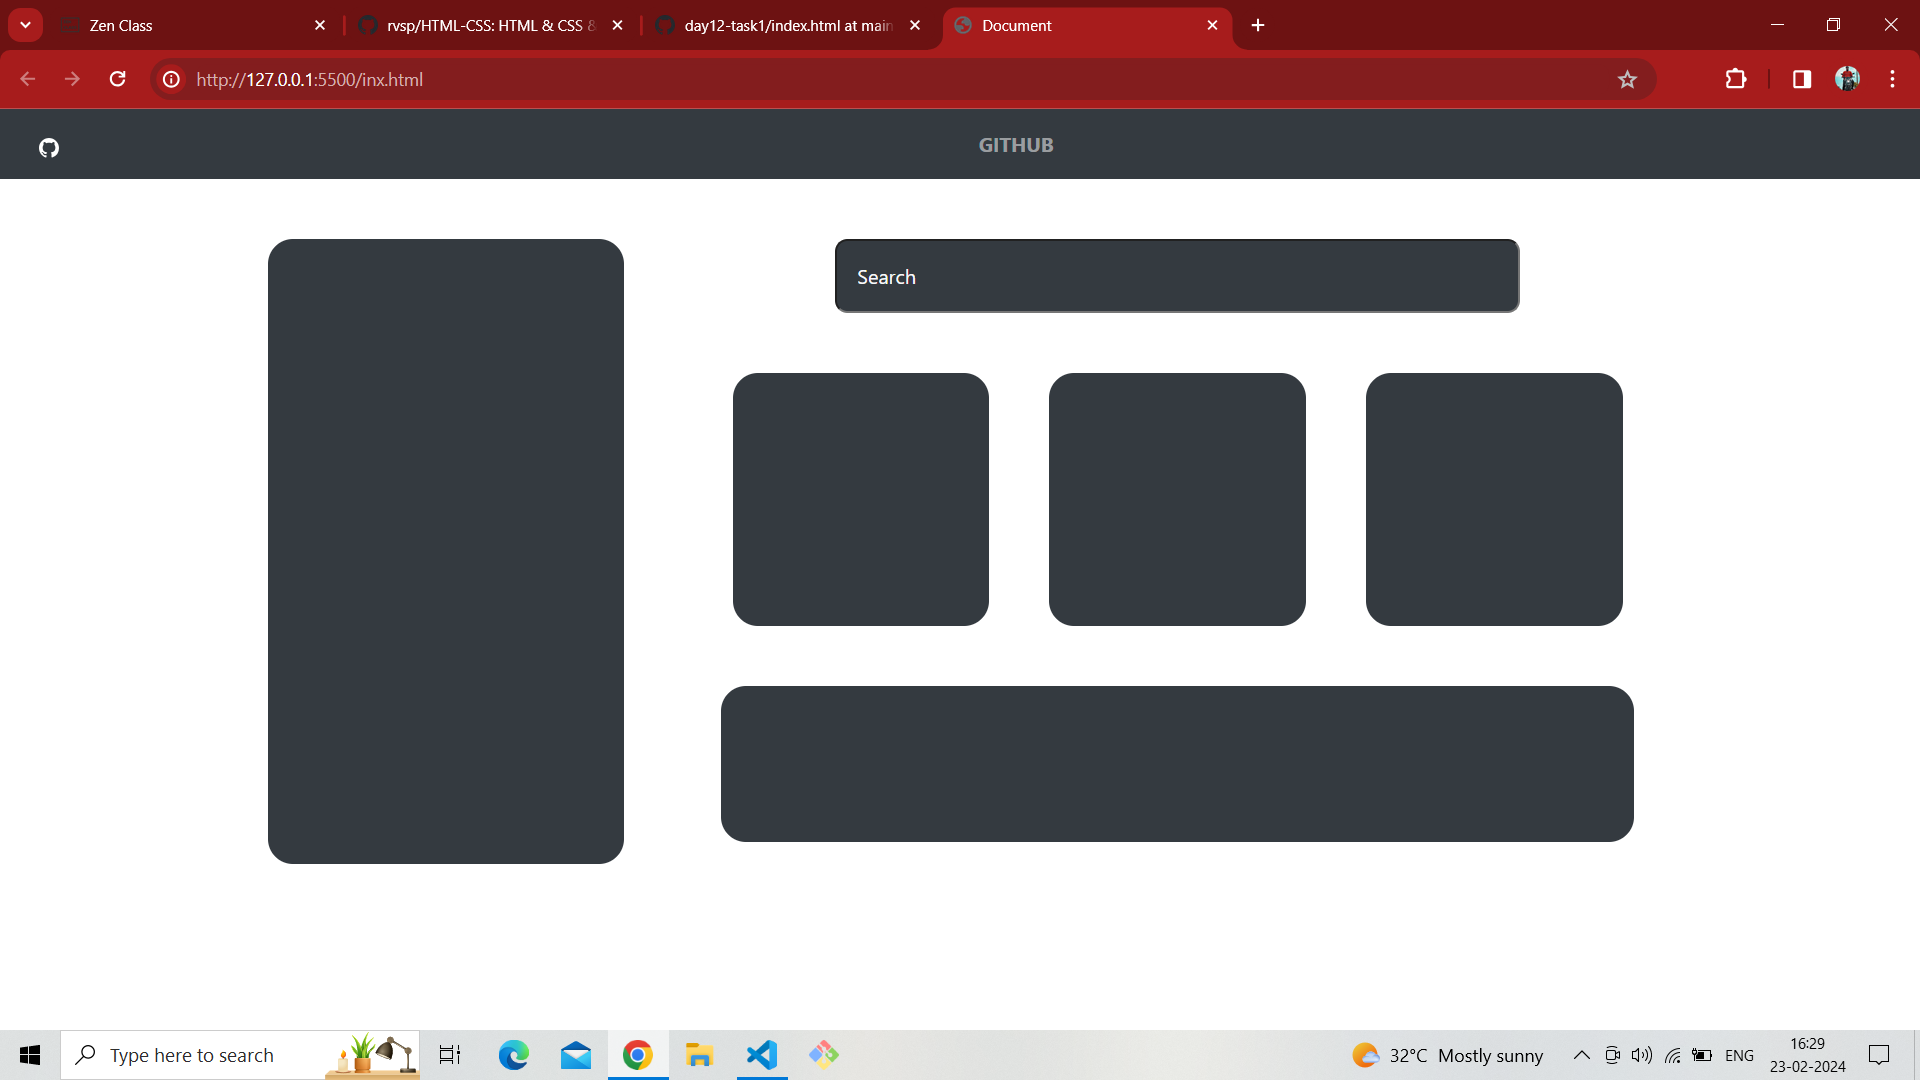 Zen Class
rvsp/HTML-CSS: HTML & CSS &
day12-task1/index.html at main
Document
http://127.0.0.1:5500/inx.html
GITHUB
Search
Type here to search
32°C Mostly sunny
ENG
16:29
23-02-2024